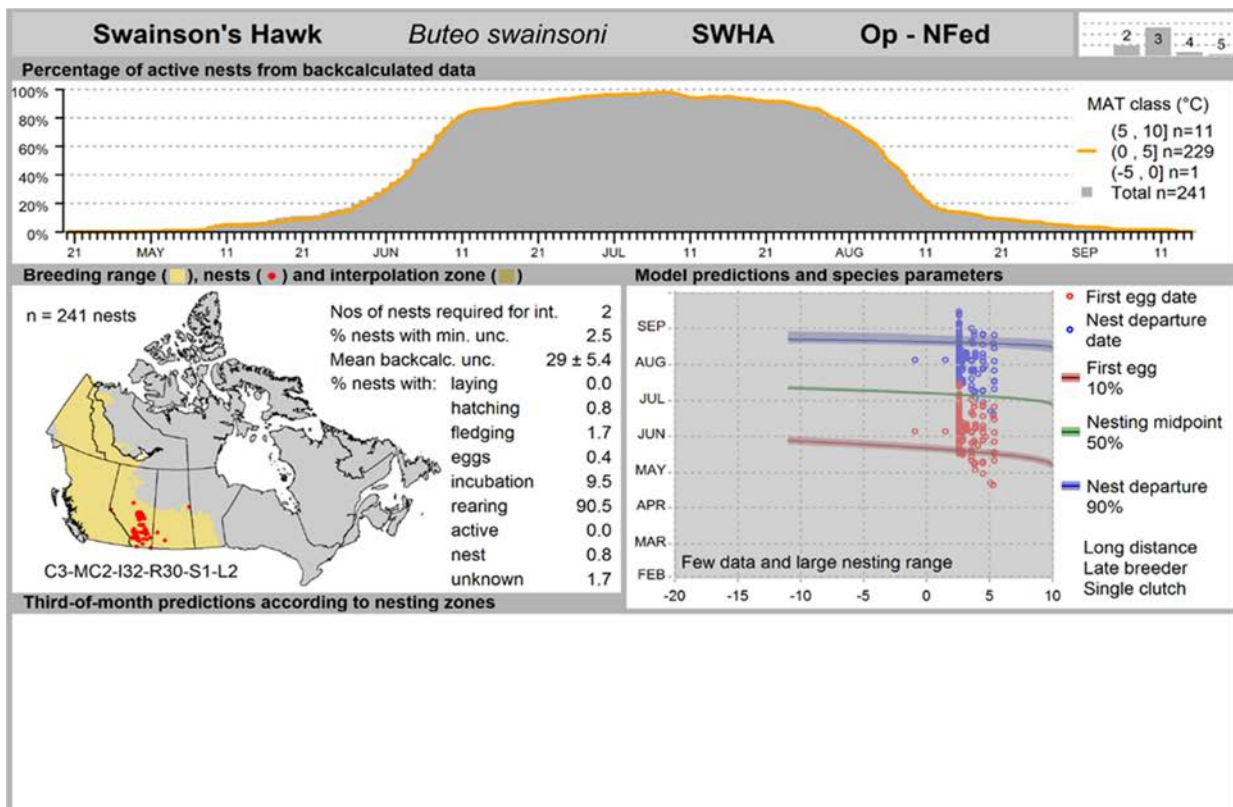 Swainson's Hawk Buteo swainsoni SWHA Op - NFed
2 3 4 5
Percentage of active nests from backcalculated data
100%
80%
60%
40%
20%
0%
21 MAY 11 21 JUN 11 21 JUL 11 21 AUG 11 21 SEP 11
MAT class (°C)
(5 , 10] n=11
(0 , 5] n=229
(-5 , 0] n=1
Total n=241
Breeding range ( ), nests ( ) and interpolation zone ( )
n = 241 nests
Nos of nests required for int. 2
% nests with min. unc. 2.5
Mean backcalc. unc. 29 ± 5.4
% nests with: laying 0.0
hatching 0.8
fledging 1.7
eggs 0.4
incubation 9.5
rearing 90.5
active 0.0
nest 0.8
unknown 1.7
C3-MC2-I32-R30-S1-L2
Model predictions and species parameters
SEP
AUG
JUL
JUN
MAY
APR
MAR
FEB
Few data and large nesting range
-20 -15 -10 -5 0 5 10
First egg date
Nest departure
date
First egg
10%
Nesting midpoint
50%
Nest departure
90%
Long distance
Late breeder
Single clutch
Third-of-month predictions according to nesting zones